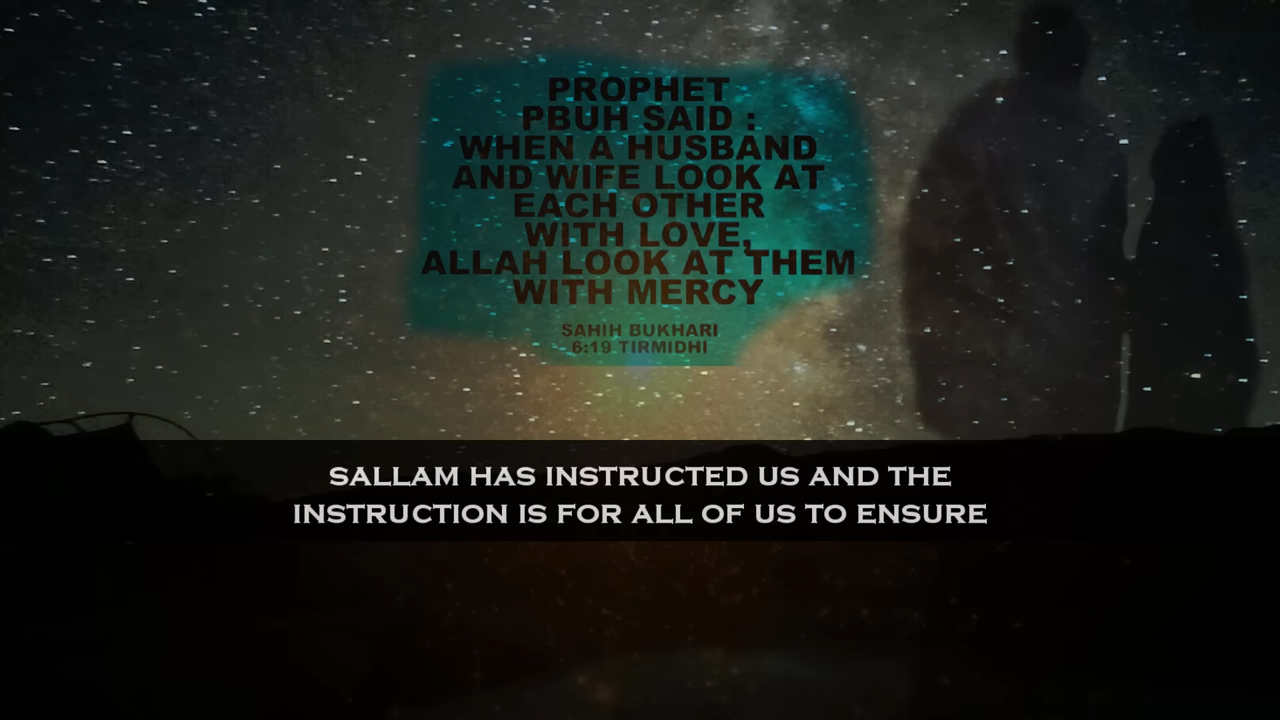 PROPHET
PBUH SAID :
WHEN A HUSBAND
AND WIFE LOOK AT
EACH OTHER
WITH LOVE,
ALLAH LOOK AT THEM
WITH MERCY
SAHIH BUKHARI
6:19 TIRMIDHI
SALLAM HAS INSTRUCTED US AND THE
INSTRUCTION IS FOR ALL OF US TO ENSURE